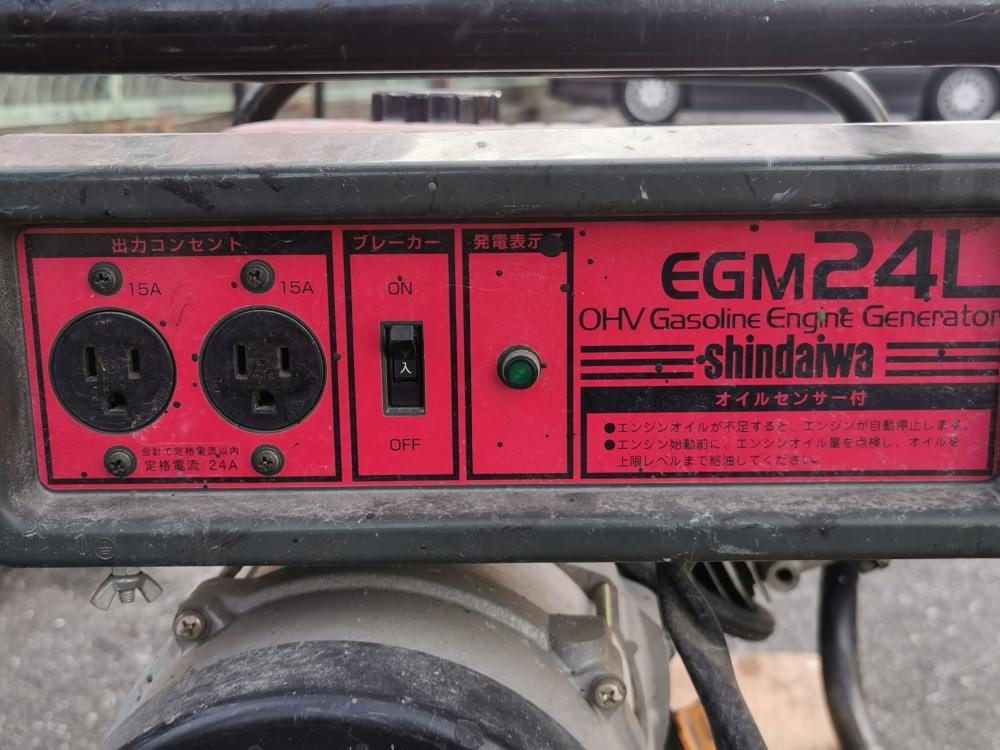 出力コンセント
15A
15A
合計で定格電流以内
定格電流 24A
ブレーカー
ON
入
OFF
発電表示灯
EGM24L
OHV Gasoline Engine Generator
shindaiwa
オイルセンサー付
●エンジンオイルが不足すると、エンジンが自動停止します。
●エンジン始動前に、エンジンオイル量を点検し、オイルを
上限レベルまで給油してください。